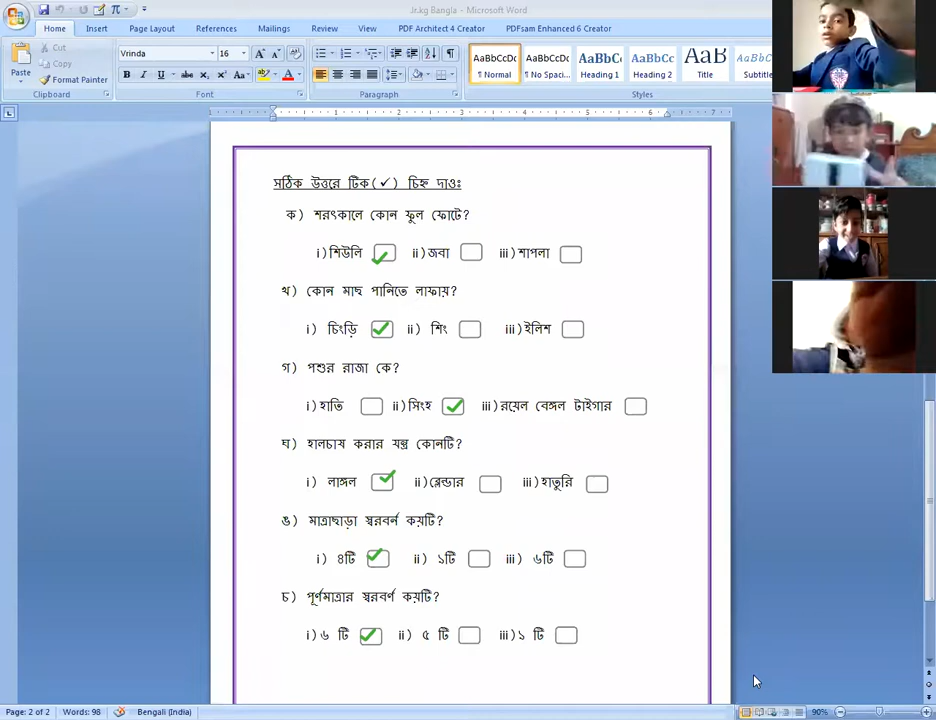 Jr.kg Bangla - Microsoft Word
Home Insert Page Layout References Mailings Review View PDF Architect 4 Creator PDFsam Enhanced 6 Creator
Cut
Copy
Paste Format Painter
Vrinda 16
AaBbCcDc AaBbCcDc AaBbC AaBbCc AaB AaBbCc
¶ Normal ¶ No Spaci... Heading 1 Heading 2 Title Subtitle
Clipboard Font Paragraph Styles
সঠিক উত্তরে টিক(✓) চিহ্ন দাওঃ
ক) শরৎকালে কোন ফুল ফোটে?
i)শিউলি ii)জবা iii)শাপলা
খ) কোন মাছ পানিতে লাফায়?
i) চিংড়ি ii) শিং iii)ইলিশ
গ) পশুর রাজা কে?
i)হাতি ii)সিংহ iii)রয়েল বেঙ্গল টাইগার
ঘ) হালচাষ করার যন্ত্র কোনটি?
i) লাঙ্গল ii)ব্লেন্ডার iii)হাতুরি
ঙ) মাত্রাছাড়া স্বরবর্ন কয়টি?
i) ৪টি ii) ১টি iii) ৬টি
চ) পূর্ণমাত্রার স্বরবর্ণ কয়টি?
i)৬ টি ii) ৫ টি iii)১ টি
Page: 2 of 2 Words: 98 Bengali (India) 90%